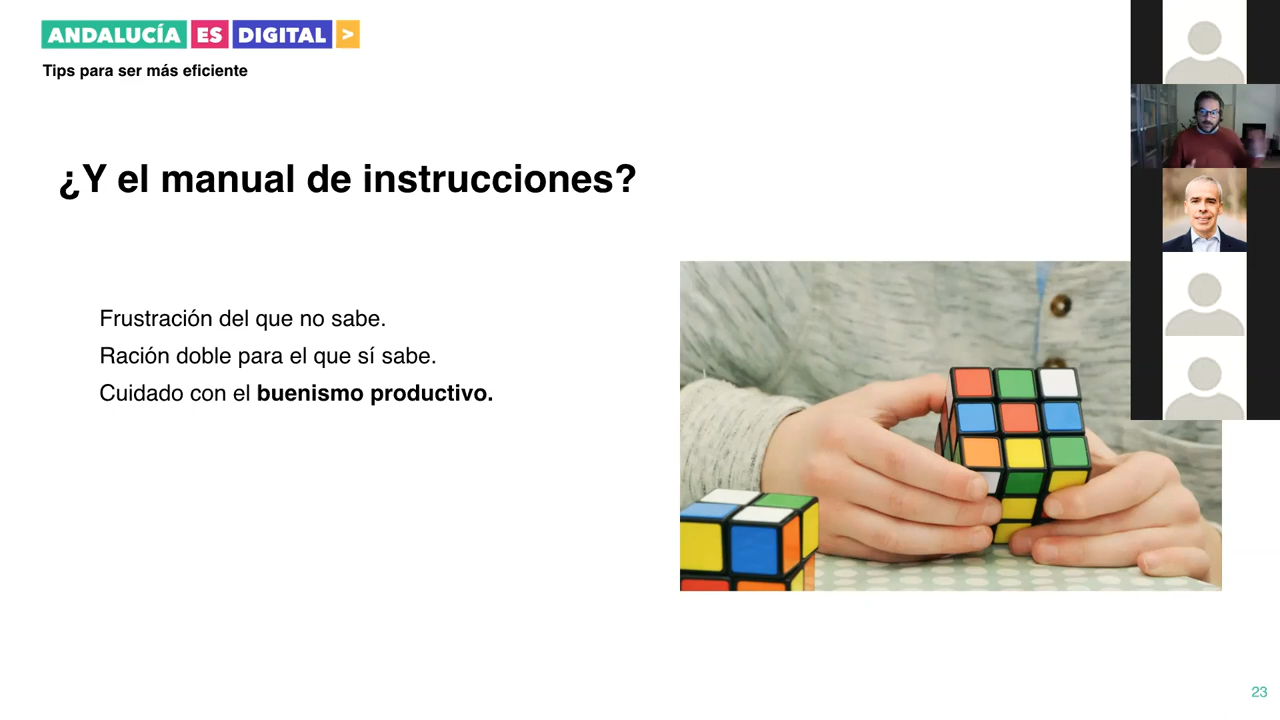 ANDALUCÍA ES DIGITAL >
Tips para ser más eficiente
¿Y el manual de instrucciones?
Frustración del que no sabe.
Ración doble para el que sí sabe.
Cuidado con el buenismo productivo.
23